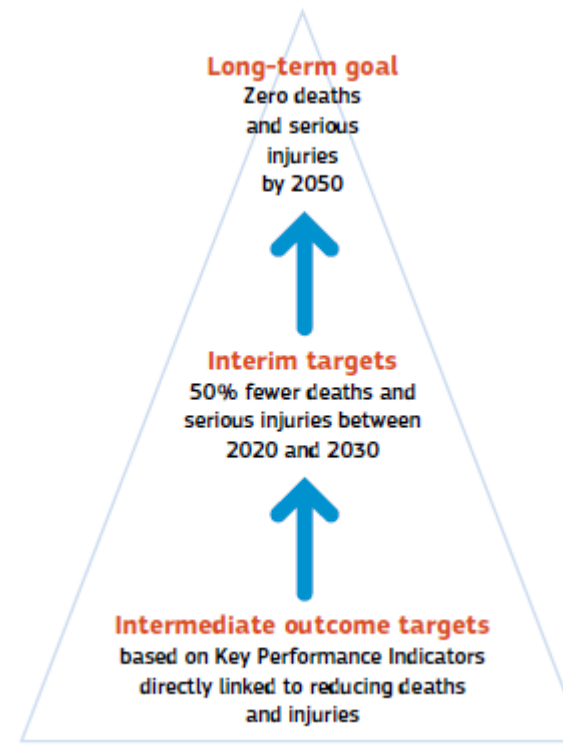 Long-term goal
Zero deaths
and serious
injuries
by 2050
Interim targets
50% fewer deaths and
serious injuries between
2020 and 2030
Intermediate outcome targets
based on Key Performance Indicators
directly linked to reducing deaths
and injuries